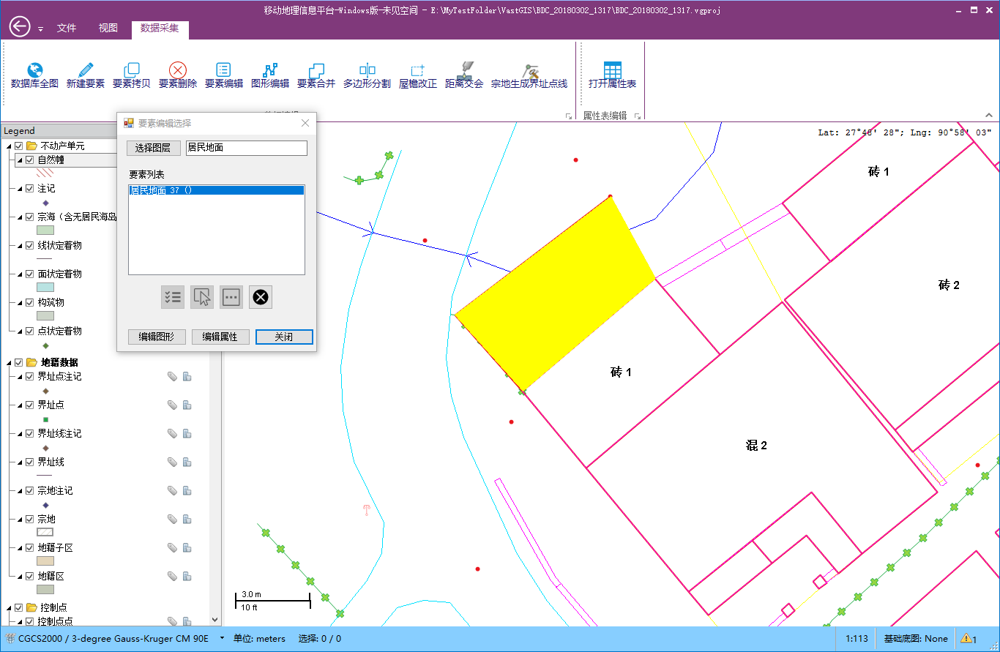 移动地理信息平台-Windows版-未见空间 - E:\MyTestFolder\VastGIS\BDC_20180302_1317\BDC_20180302_1317.vgproj
文件 视图 数据采集
数据库全图 新建要素 要素拷贝 要素删除 要素编辑 图形编辑 要素合并 多边形分割 屋檐改正 距离交会 宗地生成界址点线 打开属性表
属性表编辑
Legend
不动产单元
自然幢
注记
宗海（含无居民海岛
线状定着物
面状定着物
构筑物
点状定着物
地籍数据
界址点注记
界址点
界址线注记
界址线
宗地注记
宗地
地籍子区
地籍区
控制点
控制点点
要素编辑选择
选择图层 居民地面
要素列表
居民地面 37 ()
编辑图形 编辑属性 关闭
Lat: 27°46' 28"; Lng: 90°58' 03"
砖 1
砖 2
砖 1
混 2
3.0 m
10 ft
CGCS2000 / 3-degree Gauss-Kruger CM 90E 单位: meters 选择: 0 / 0 1:113 基础底图: None 1